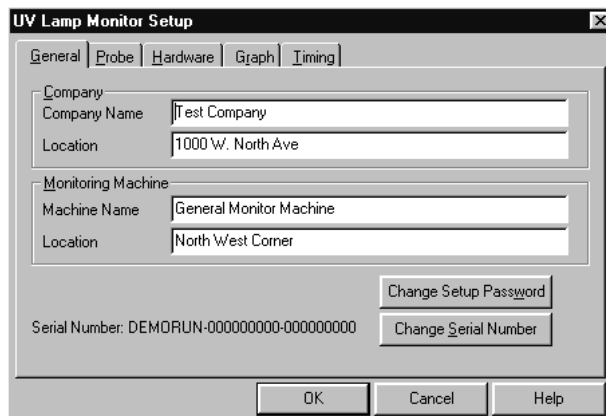 UV Lamp Monitor Setup
General Probe Hardware Graph Timing
Company
Company Name Test Company
Location 1000 W. North Ave
Monitoring Machine
Machine Name General Monitor Machine
Location North West Corner
Change Setup Password
Serial Number: DEMORUN-000000000-000000000 Change Serial Number
OK Cancel Help